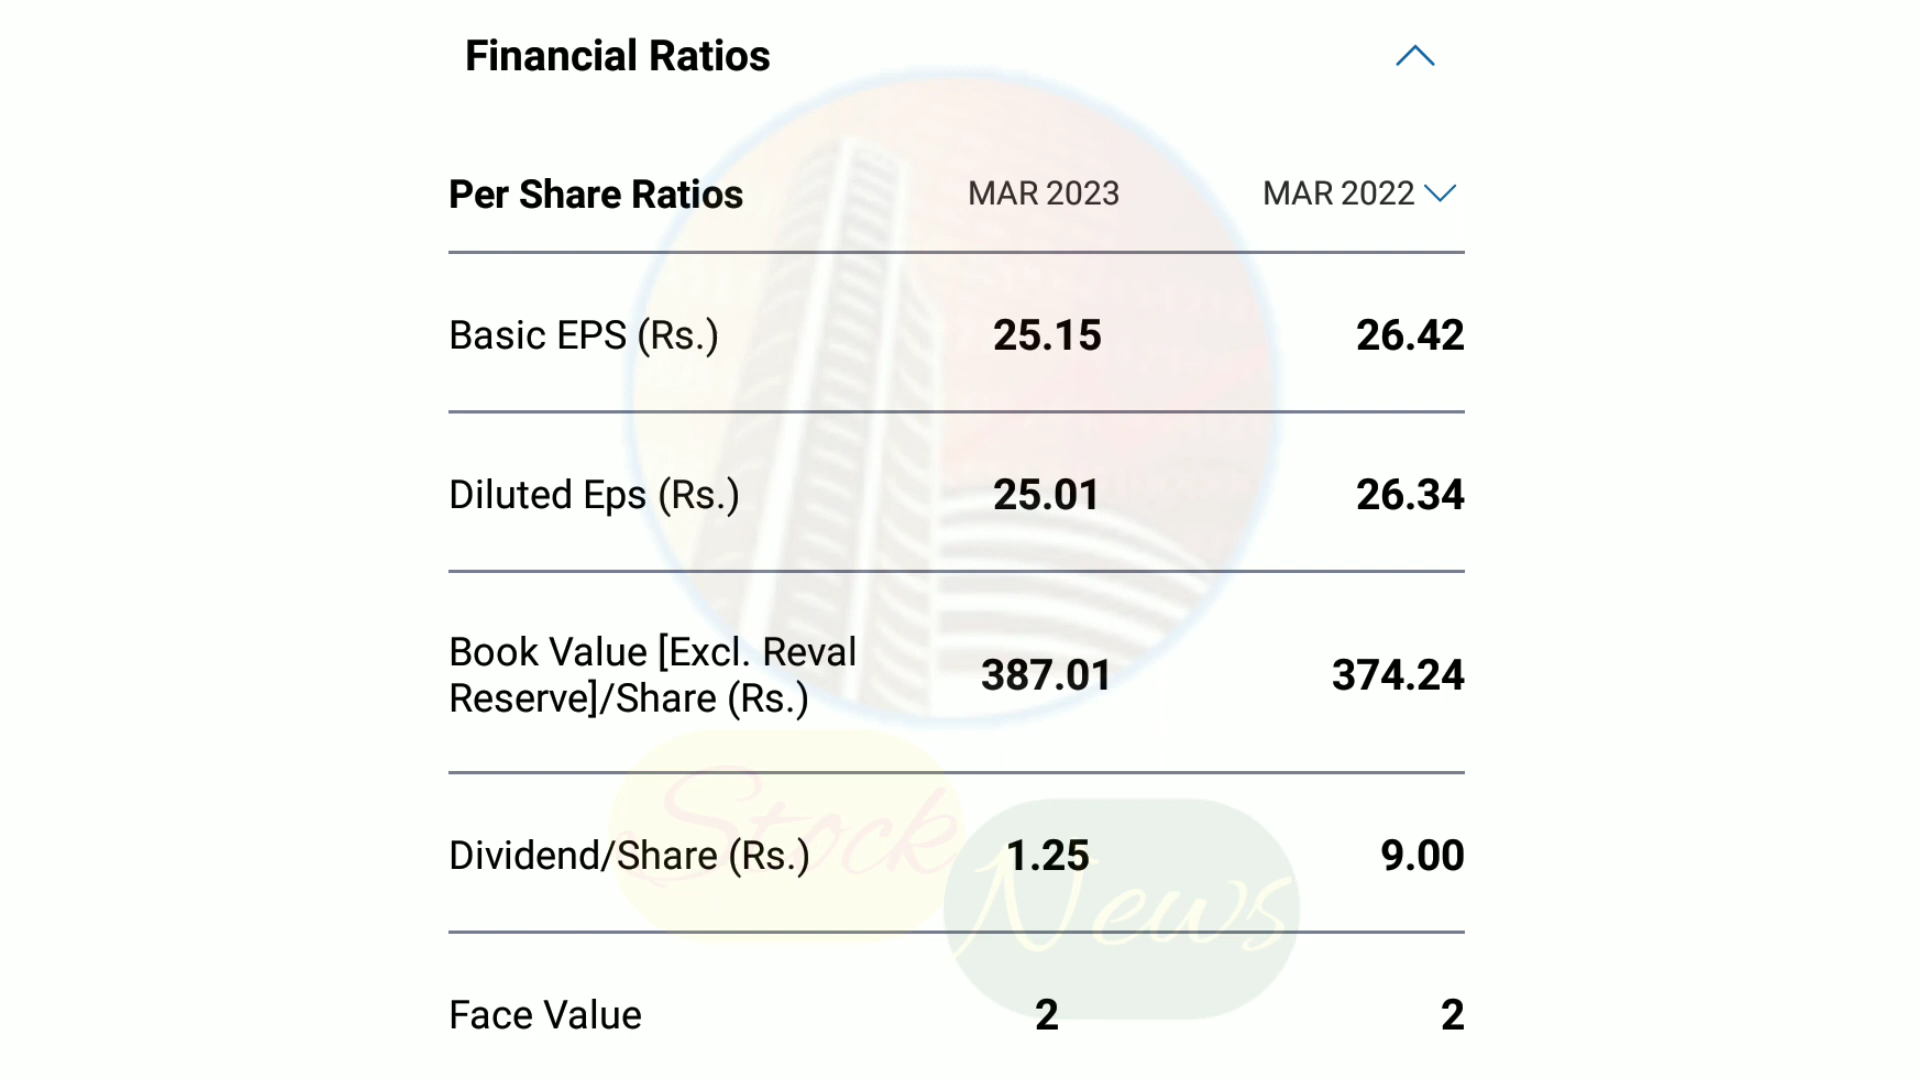 Financial Ratios
Per Share Ratios MAR 2023 MAR 2022
Basic EPS (Rs.) 25.15 26.42
Diluted Eps (Rs.) 25.01 26.34
Book Value [Excl. Reval
Reserve]/Share (Rs.) 387.01 374.24
Dividend/Share (Rs.) 1.25 9.00
Stock
News
Face Value 2 2